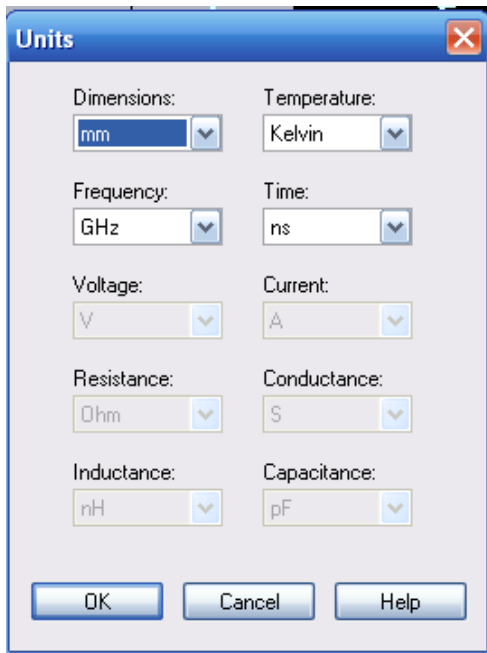 Units
Dimensions: Temperature:
mm Kelvin
Frequency: Time:
GHz ns
Voltage: Current:
V A
Resistance: Conductance:
Ohm S
Inductance: Capacitance:
nH pF
OK Cancel Help